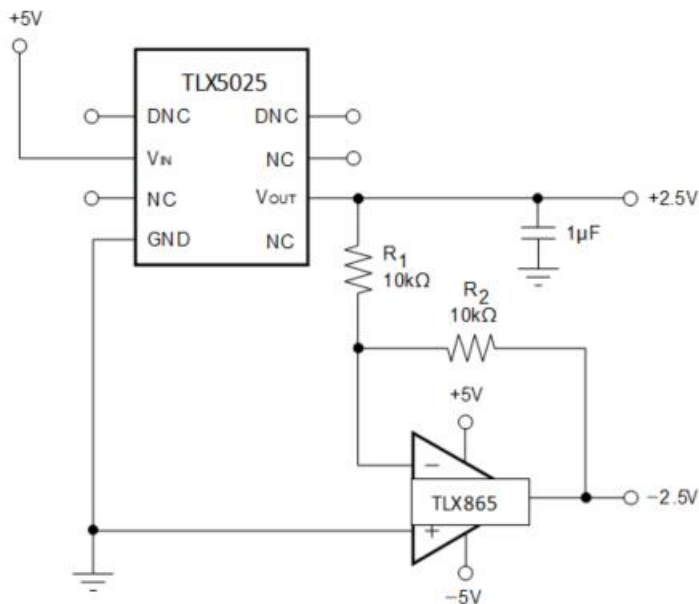 +5V
TLX5025
DNC
DNC
VIN
NC
NC
VOUT
+2.5V
GND
NC
1μF
R1
10kΩ
R2
10kΩ
+5V
−
TLX865
−2.5V
+
−5V